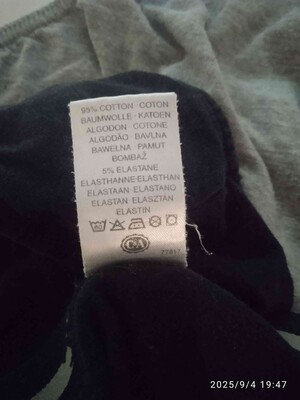 95% COTTON·COTON
BAUMWOLLE·KATOEN
ALGODON·COTONE
ALGODÃO·BAVLNA
BAWEŁNA·PAMUT
BOMBAŽ
5% ELASTANE
ELASTHANNE·ELASTHAN
ELASTAAN·ELASTANO
ELASTAN·ELASZTAN
ELASTIN
C&A
2025/9/4 19:47